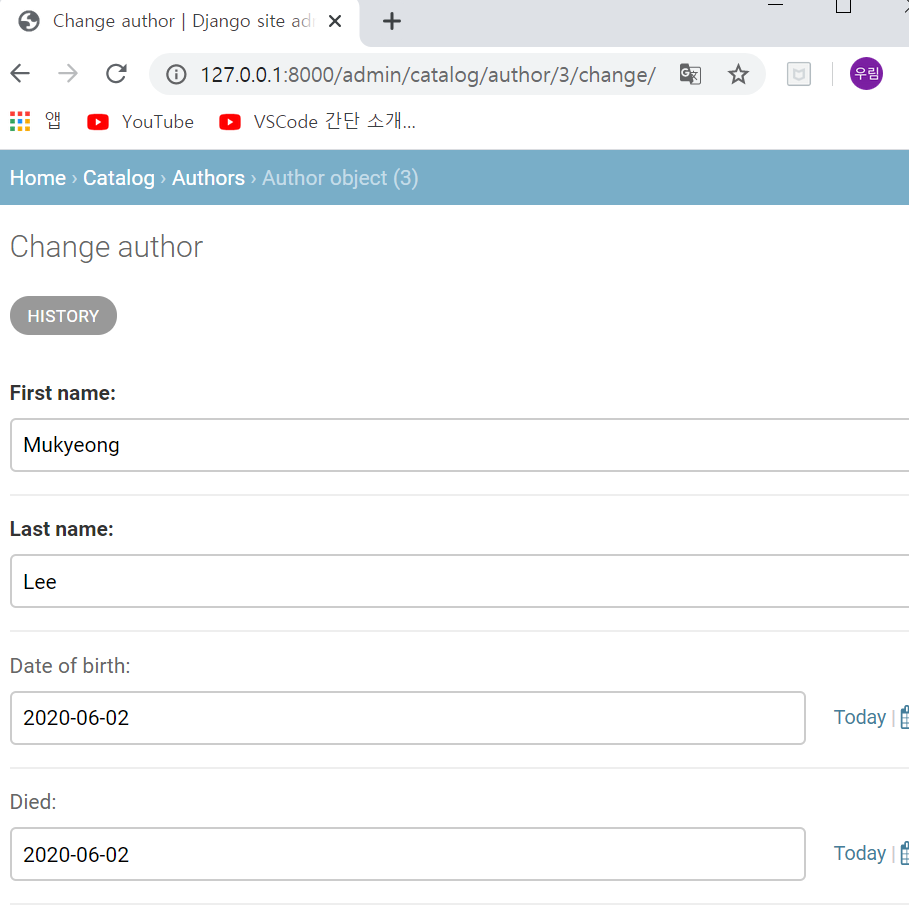 Change author | Django site ad
127.0.0.1:8000/admin/catalog/author/3/change/
우림
앱 YouTube VSCode 간단 소개...
Home › Catalog › Authors › Author object (3)
Change author
HISTORY
First name:
Mukyeong
Last name:
Lee
Date of birth:
2020-06-02 Today |
Died:
2020-06-02 Today |